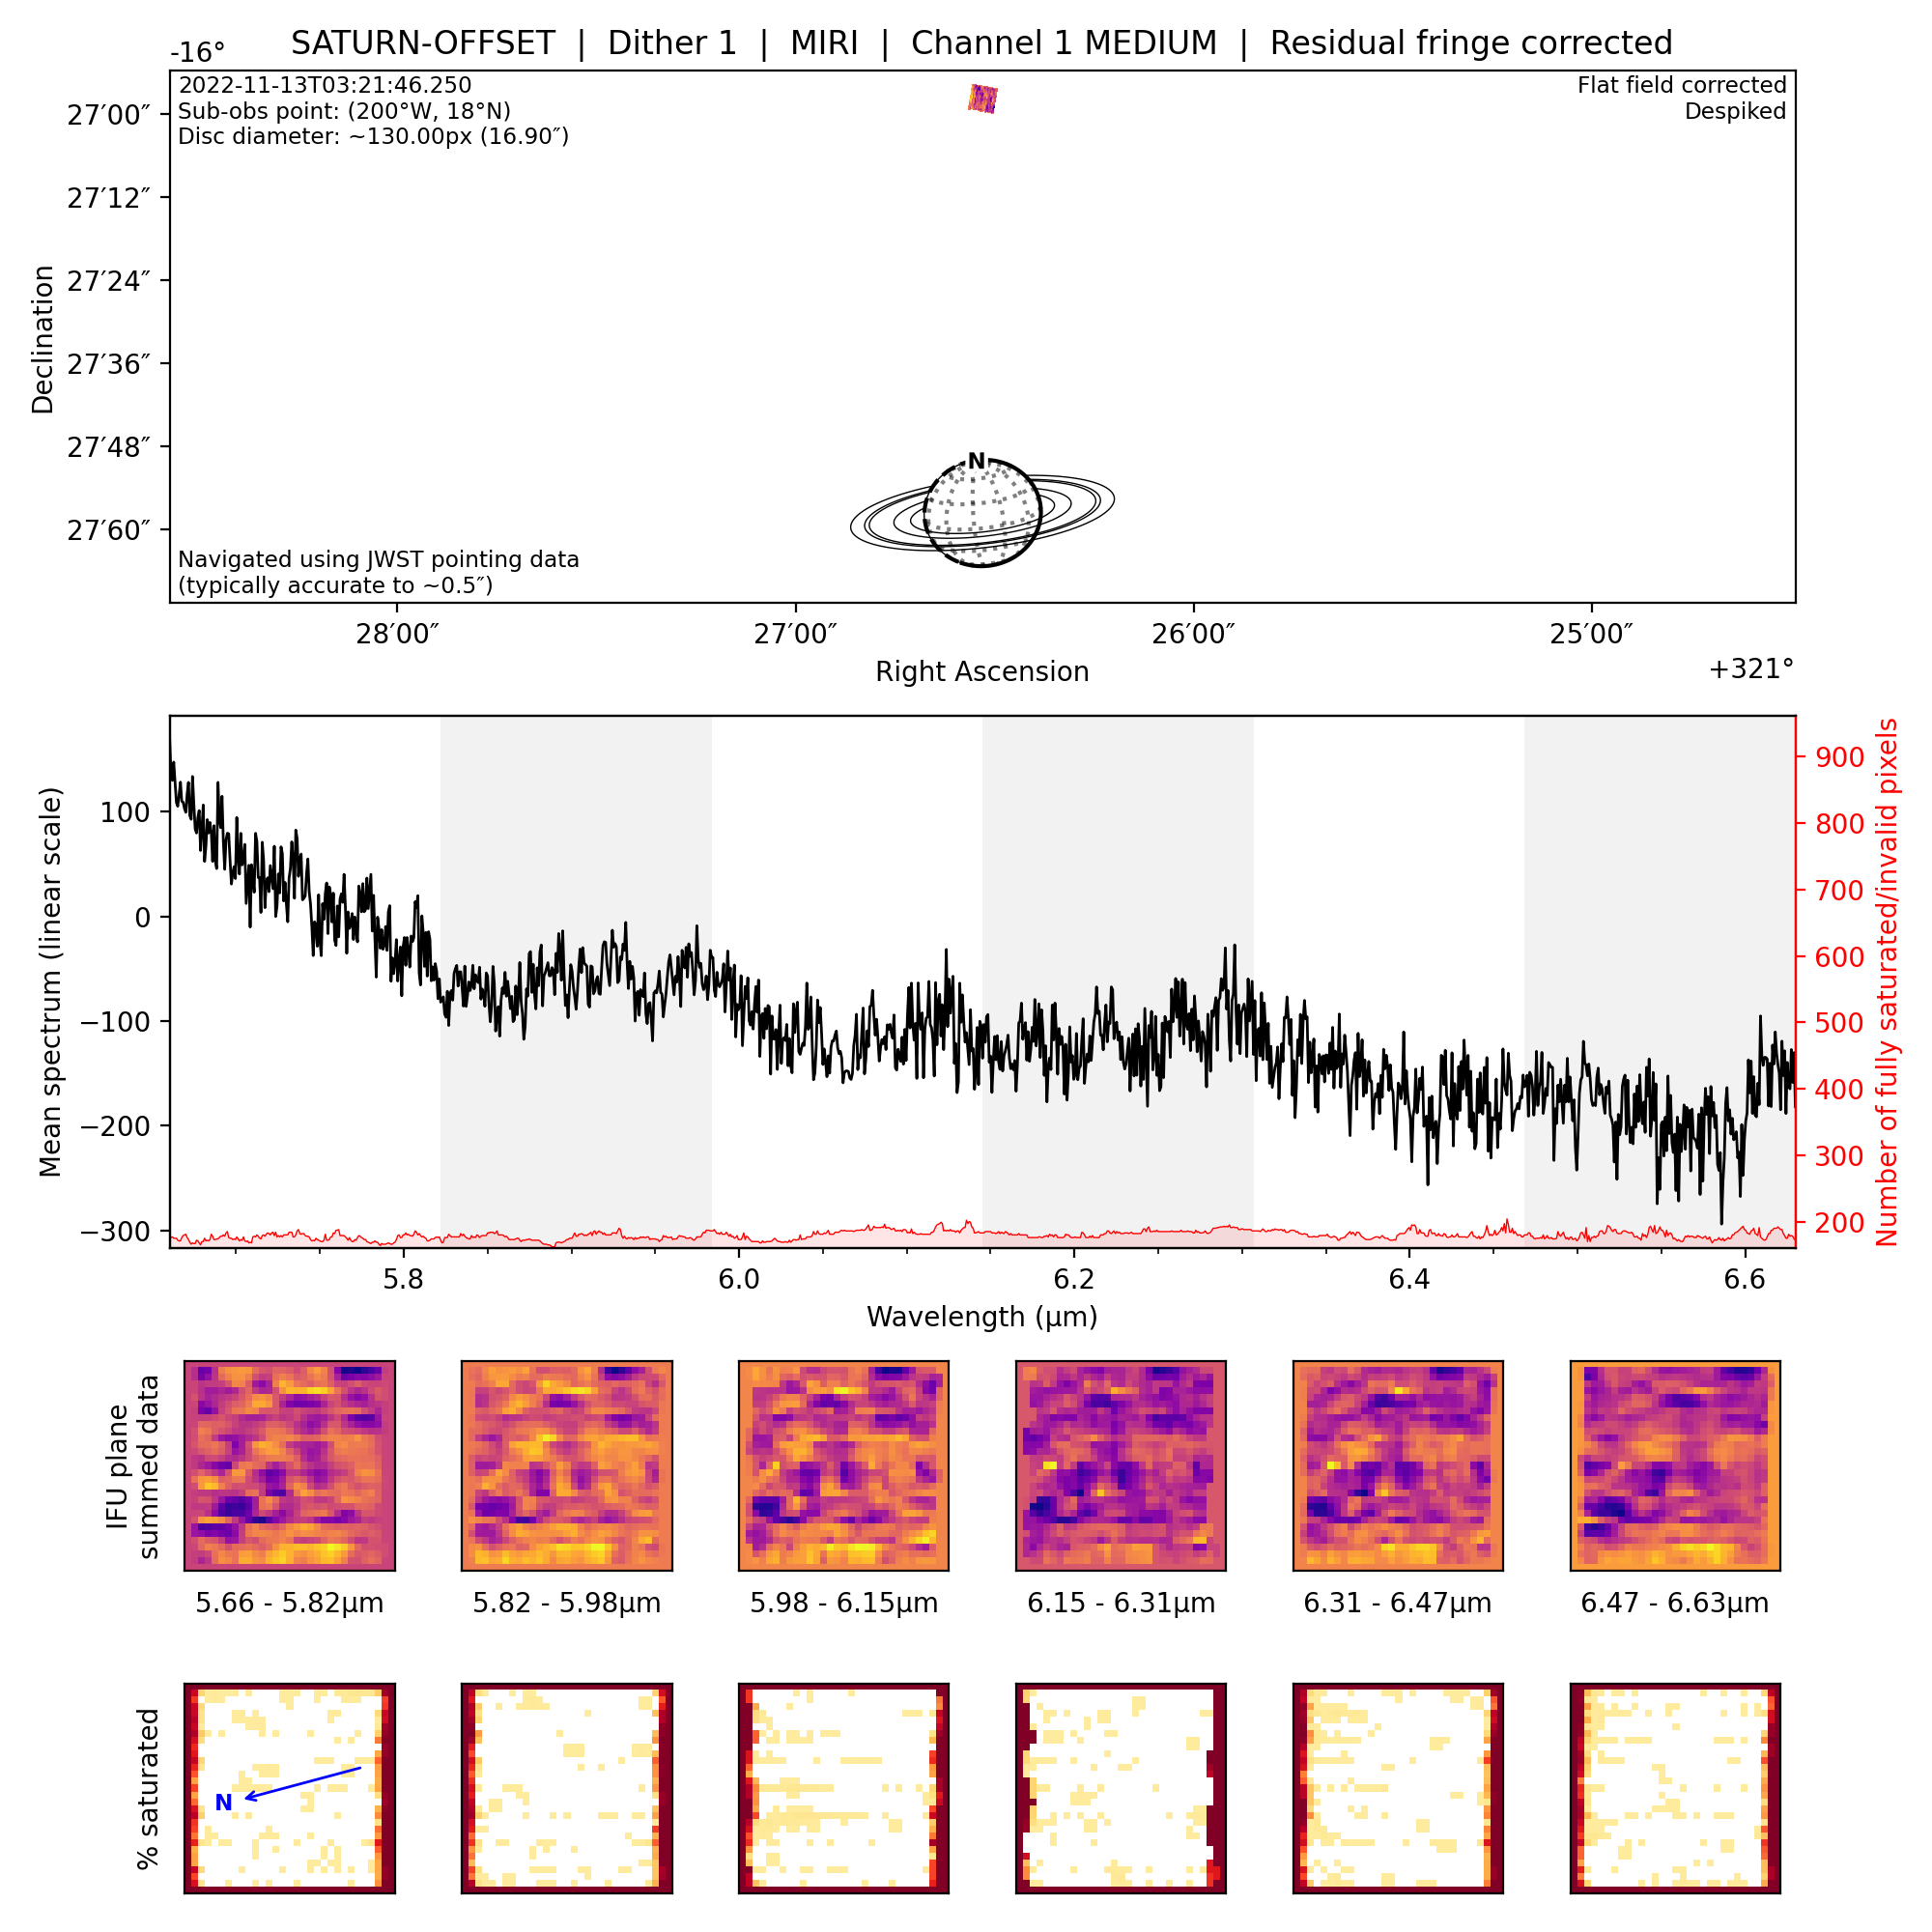 SATURN-OFFSET | Dither 1 | MIRI | Channel 1 MEDIUM | Residual fringe corrected
-16°
2022-11-13T03:21:46.250
Sub-obs point: (200°W, 18°N)
Disc diameter: ~130.00px (16.90″)
Flat field corrected
Despiked
27′00″
27′12″
27′24″
27′36″
27′48″
27′60″
Declination
N
Navigated using JWST pointing data
(typically accurate to ~0.5″)
28′00″
27′00″
26′00″
25′00″
Right Ascension
+321°
Mean spectrum (linear scale)
100
0
−100
−200
−300
900
800
700
600
500
400
300
200
Number of fully saturated/invalid pixels
5.8
6.0
6.2
6.4
6.6
Wavelength (µm)
IFU plane
summed data
5.66 - 5.82µm
5.82 - 5.98µm
5.98 - 6.15µm
6.15 - 6.31µm
6.31 - 6.47µm
6.47 - 6.63µm
% saturated
N